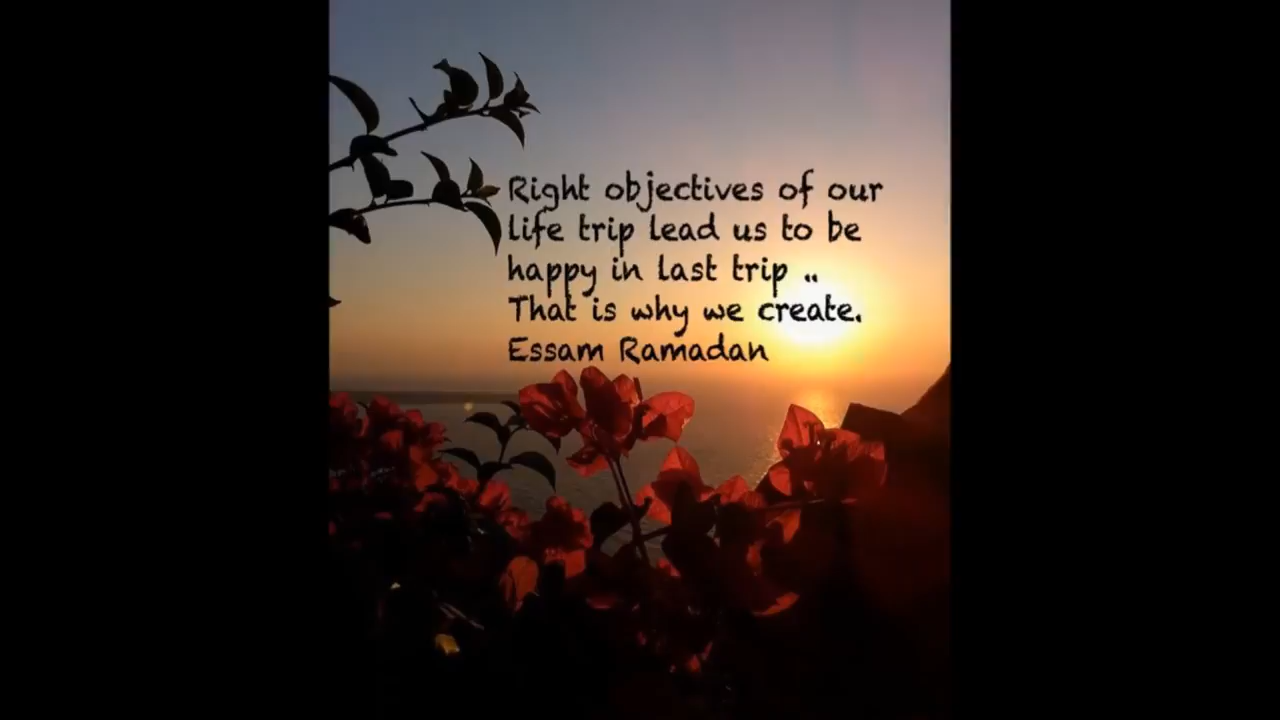 Right objectives of our
life trip lead us to be
happy in last trip ..
That is why we create.
Essam Ramadan